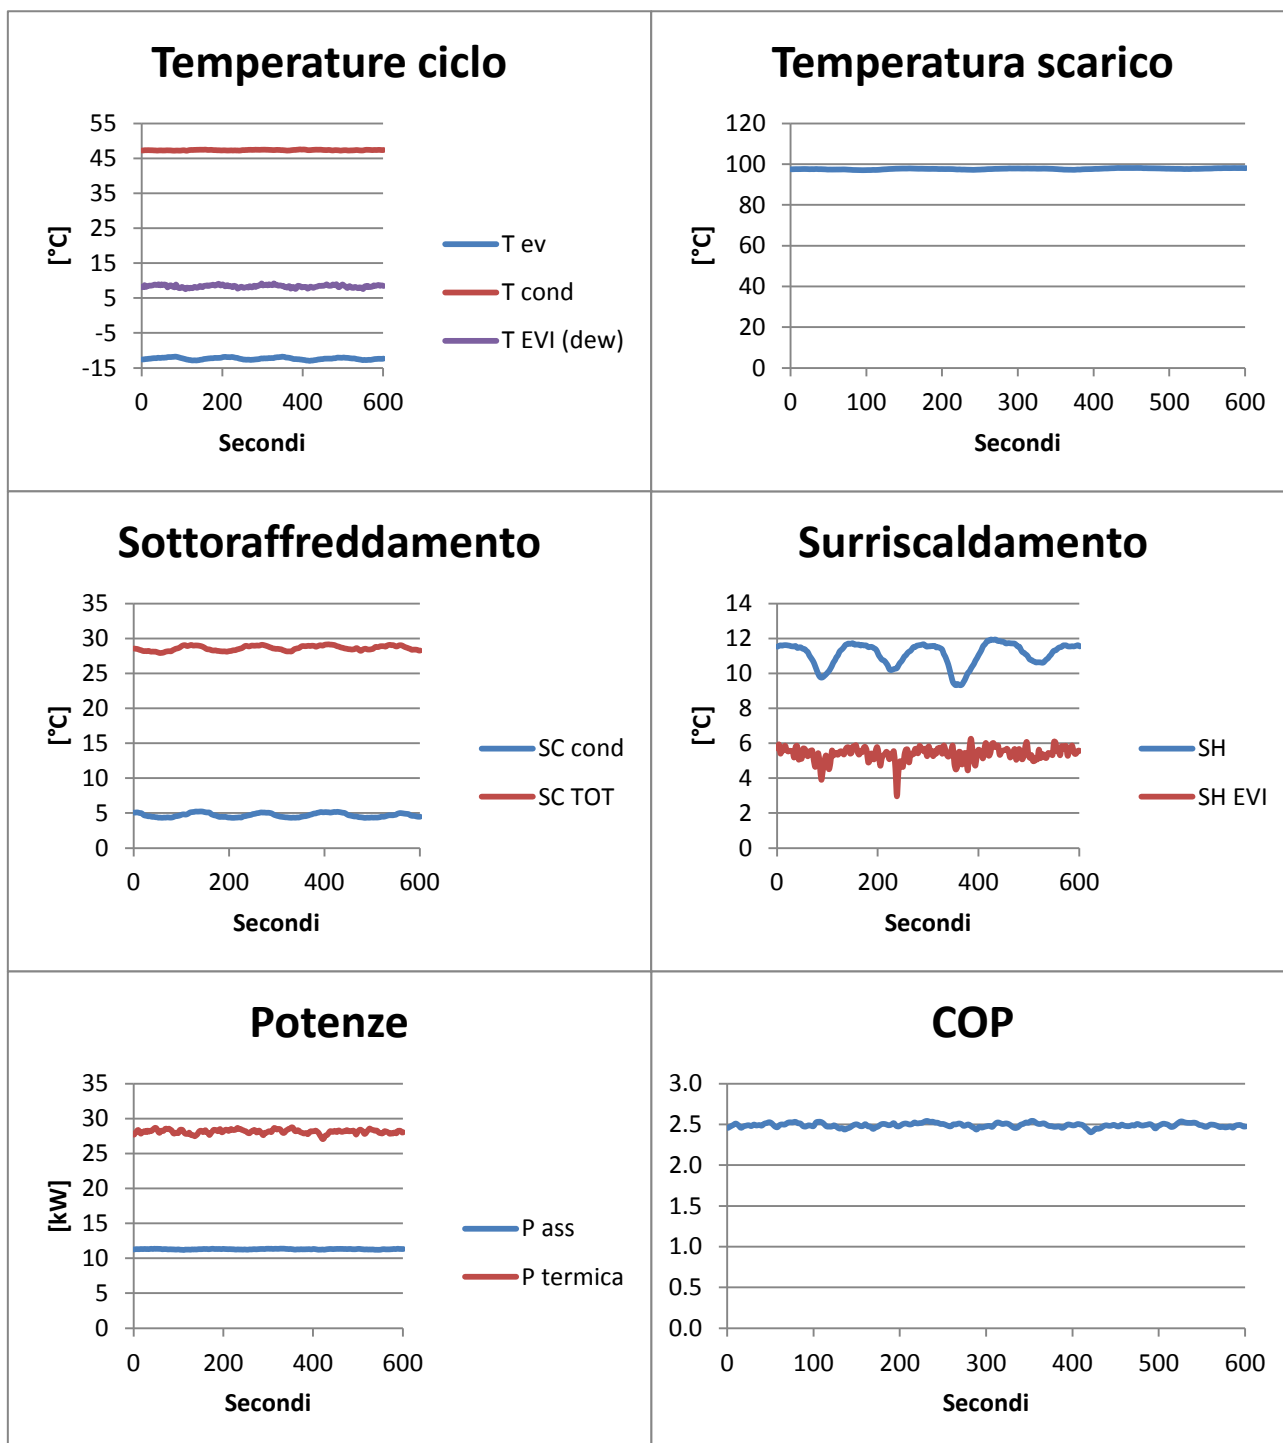 Temperature ciclo
55
45
35
25
15
5
-5
-15
[°C]
0 200 400 600
Secondi
T ev
T cond
T EVI (dew)
Temperatura scarico
120
100
80
60
40
20
0
[°C]
0 100 200 300 400 500 600
Secondi
Sottoraffreddamento
35
30
25
20
15
10
5
0
[°C]
0 200 400 600
Secondi
SC cond
SC TOT
Surriscaldamento
14
12
10
8
6
4
2
0
[°C]
0 200 400 600
Secondi
SH
SH EVI
Potenze
35
30
25
20
15
10
5
0
[kW]
0 200 400 600
Secondi
P ass
P termica
COP
3.0
2.5
2.0
1.5
1.0
0.5
0.0
0 100 200 300 400 500 600
Secondi